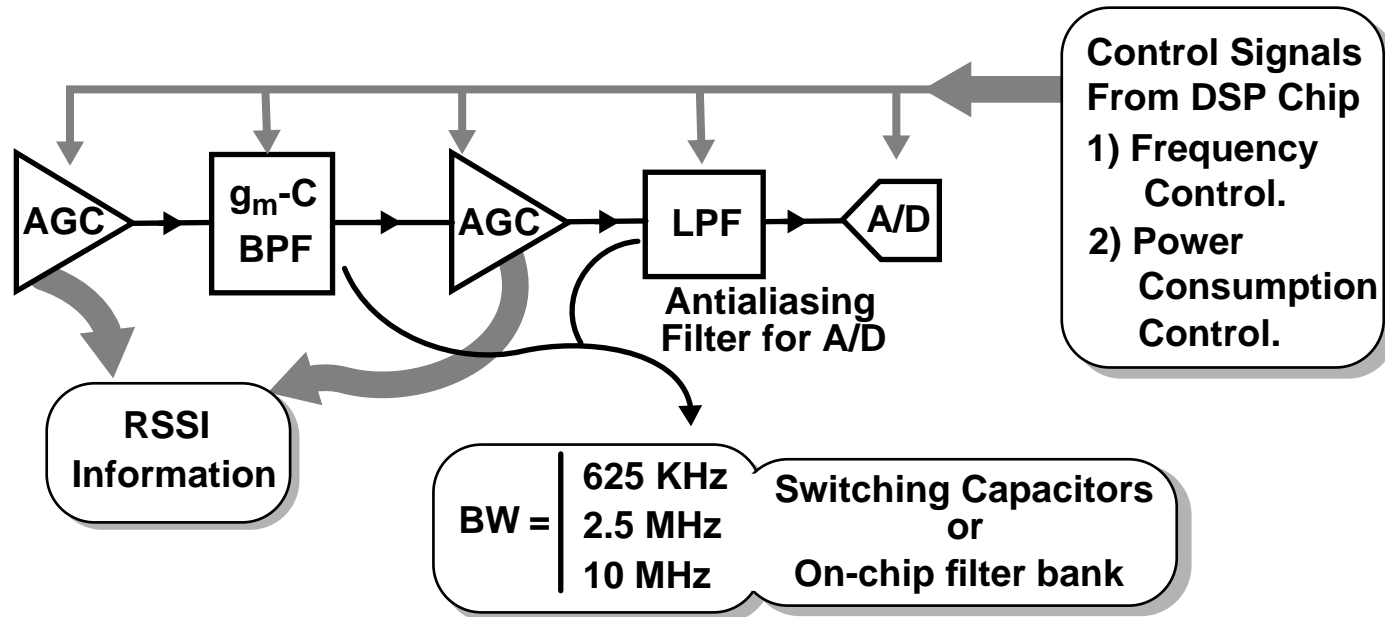 Control Signals
From DSP Chip
1) Frequency
Control.
2) Power
Consumption
Control.
AGC
gm-C
BPF
AGC
LPF
A/D
Antialiasing
Filter for A/D
RSSI
Information
BW =
625 KHz
2.5 MHz
10 MHz
Switching Capacitors
or
On-chip filter bank